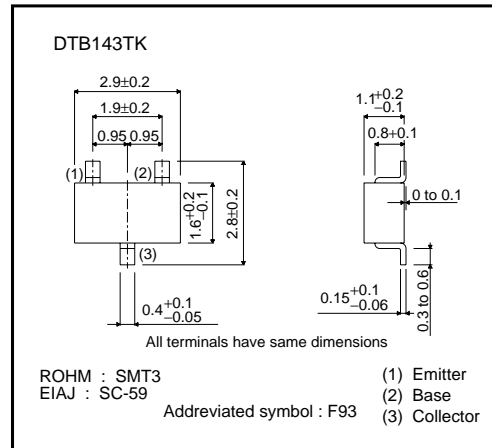 DTB143TK
2.9±0.2
1.9±0.2
0.95 0.95
(1) (2)
(3)
1.6+0.2 −0.1
2.8±0.2
0.4+0.1 −0.05
1.1+0.2 −0.1
0.8+0.1
0 to 0.1
0.15+0.1 −0.06
0.3 to 0.6
All terminals have same dimensions
ROHM : SMT3
EIAJ : SC-59
Addreviated symbol : F93
(1) Emitter
(2) Base
(3) Collector